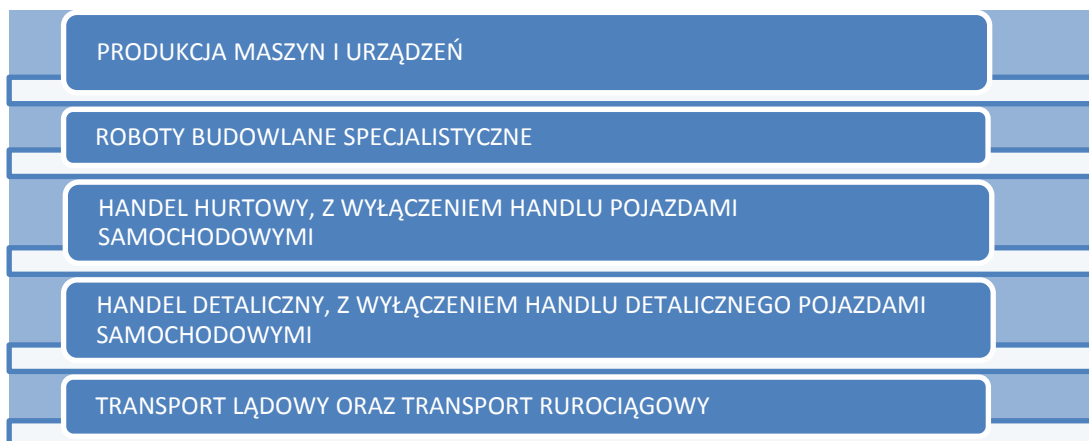 PRODUKCJA MASZYN I URZĄDZEŃ
ROBOTY BUDOWLANE SPECJALISTYCZNE
HANDEL HURTOWY, Z WYŁĄCZENIEM HANDLU POJAZDAMI
SAMOCHODOWYMI
HANDEL DETALICZNY, Z WYŁĄCZENIEM HANDLU DETALICZNEGO POJAZDAMI
SAMOCHODOWYMI
TRANSPORT LĄDOWY ORAZ TRANSPORT RUROCIĄGOWY